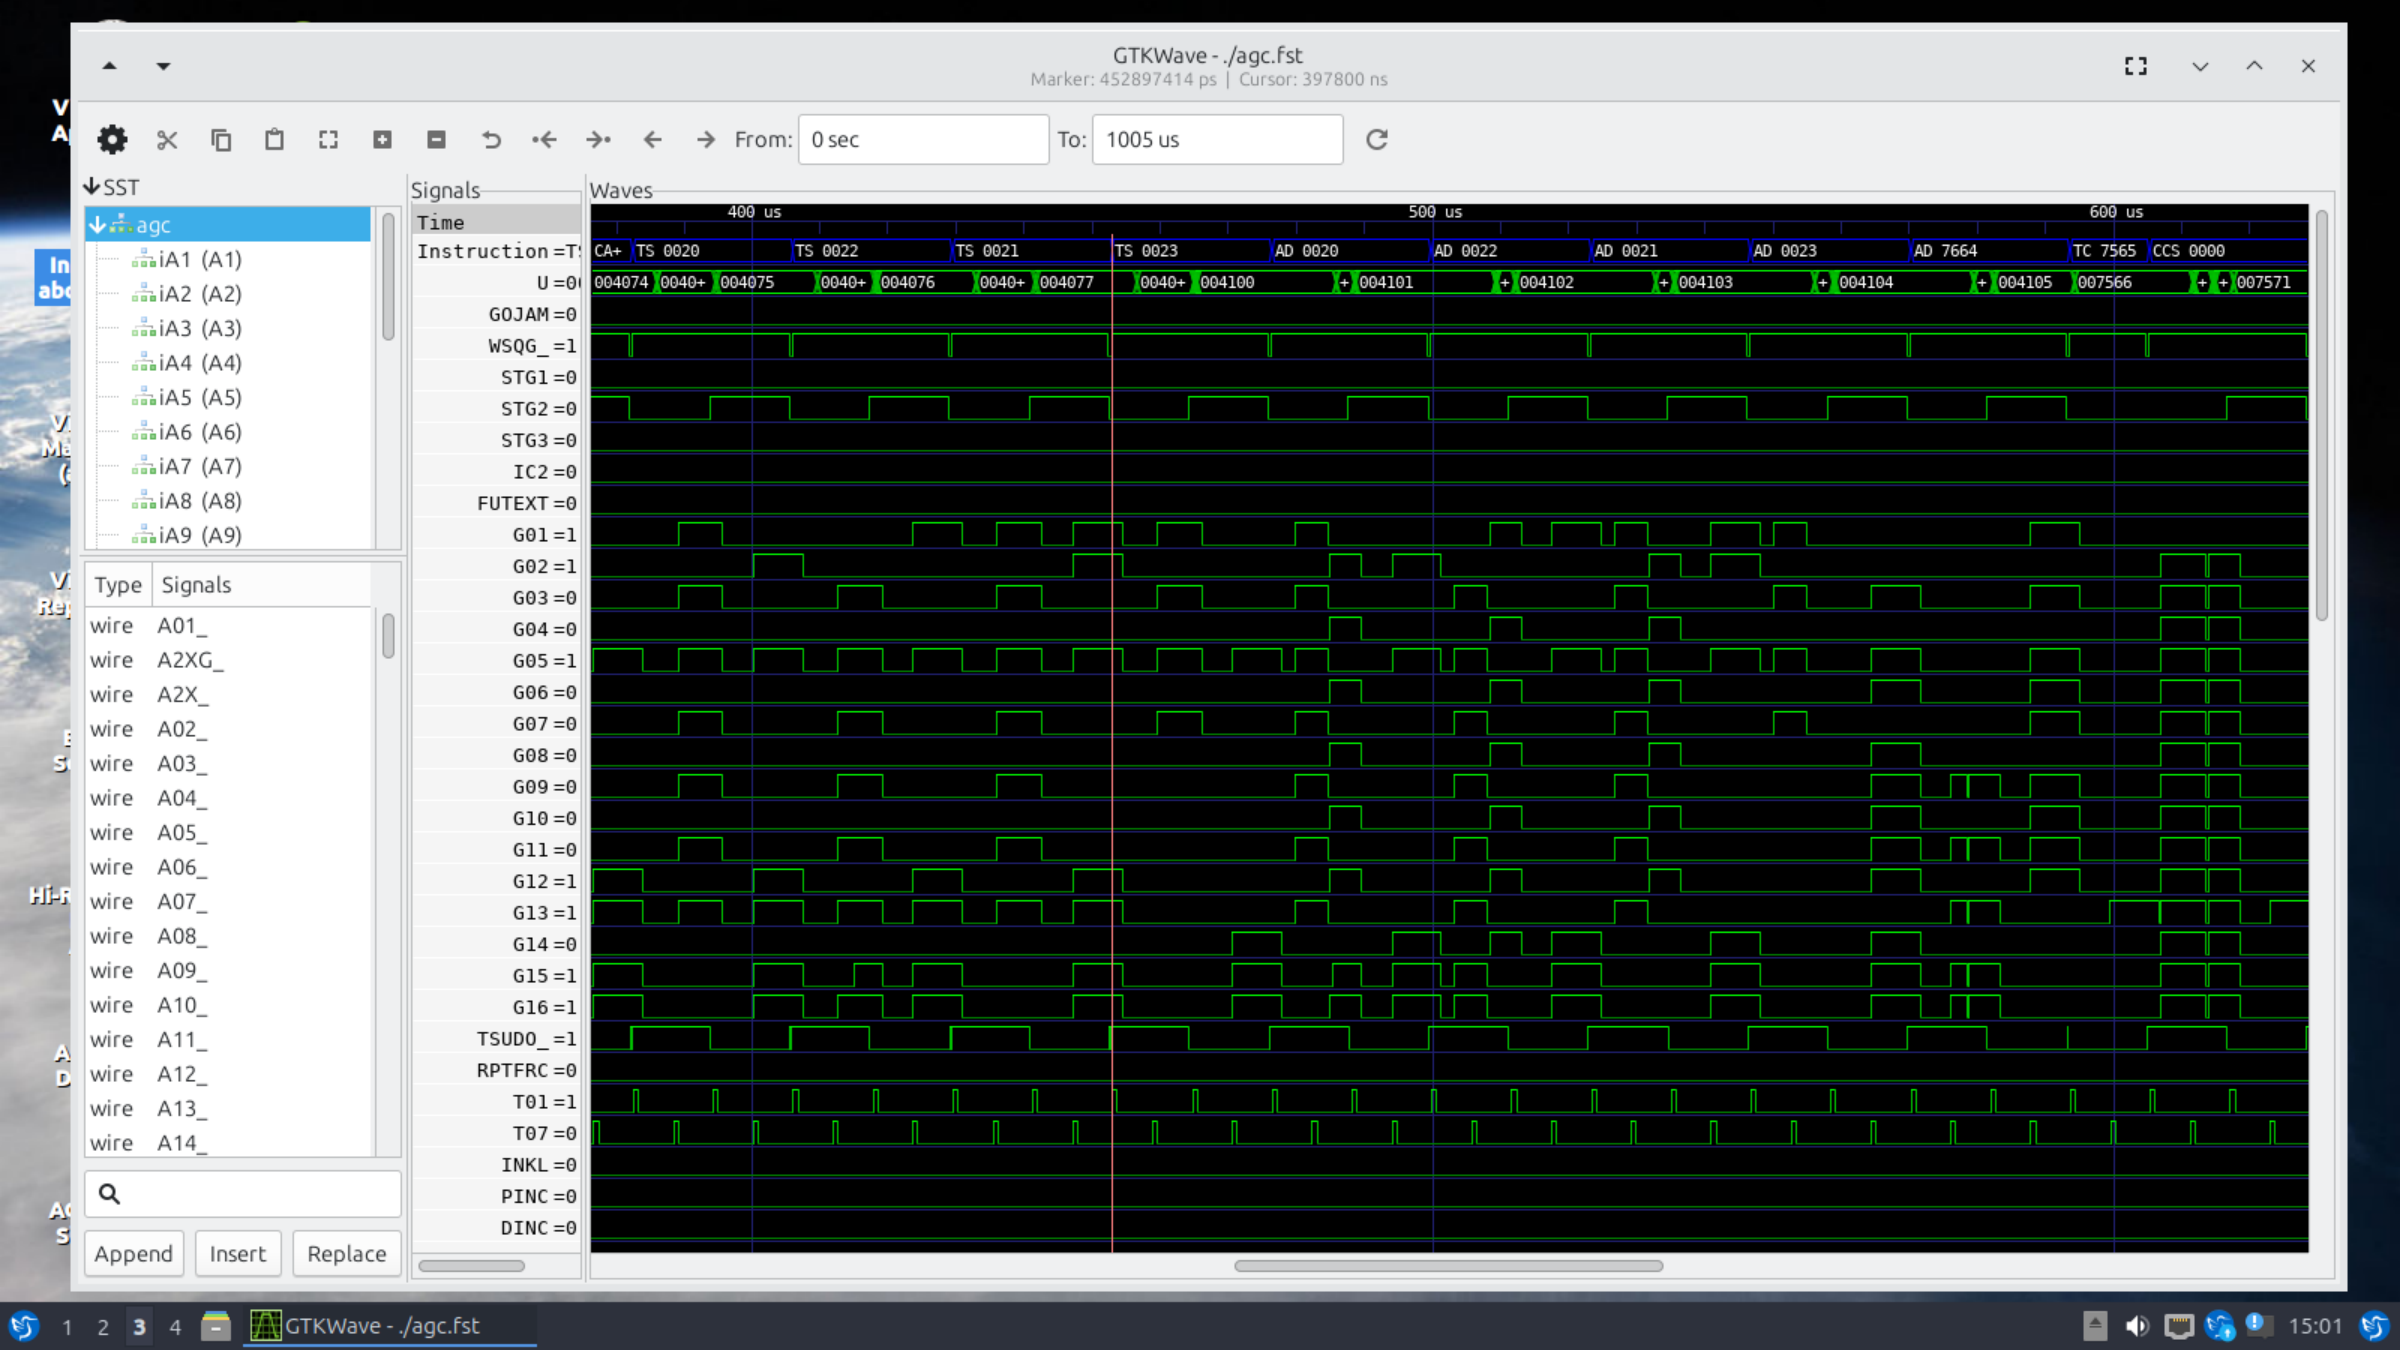 GTKWave - ./agc.fst
Marker: 452897414 ps | Cursor: 397800 ns
From: 0 sec To: 1005 us
SST
agc
iA1 (A1)
iA2 (A2)
iA3 (A3)
iA4 (A4)
iA5 (A5)
iA6 (A6)
iA7 (A7)
iA8 (A8)
iA9 (A9)
Type Signals
wire A01_
wire A2XG_
wire A2X_
wire A02_
wire A03_
wire A04_
wire A05_
wire A06_
wire A07_
wire A08_
wire A09_
wire A10_
wire A11_
wire A12_
wire A13_
wire A14_
Append Insert Replace
Signals
Time
Instruction =TS
U =00
GOJAM =0
WSQG_ =1
STG1 =0
STG2 =0
STG3 =0
IC2 =0
FUTEXT =0
G01 =1
G02 =1
G03 =0
G04 =0
G05 =1
G06 =0
G07 =0
G08 =0
G09 =0
G10 =0
G11 =0
G12 =1
G13 =1
G14 =0
G15 =1
G16 =1
TSUDO_ =1
RPTFRC =0
T01 =1
T07 =0
INKL =0
PINC =0
DINC =0
Waves
400 us 500 us 600 us
CA+ TS 0020 TS 0022 TS 0021 TS 0023 AD 0020 AD 0022 AD 0021 AD 0023 AD 7664 TC 7565 CCS 0000
004074 0040+ 004075 0040+ 004076 0040+ 004077 0040+ 004100 + 004101 + 004102 + 004103 + 004104 + 004105 007566 + + 007571
1 2 3 4 GTKWave - ./agc.fst 15:01